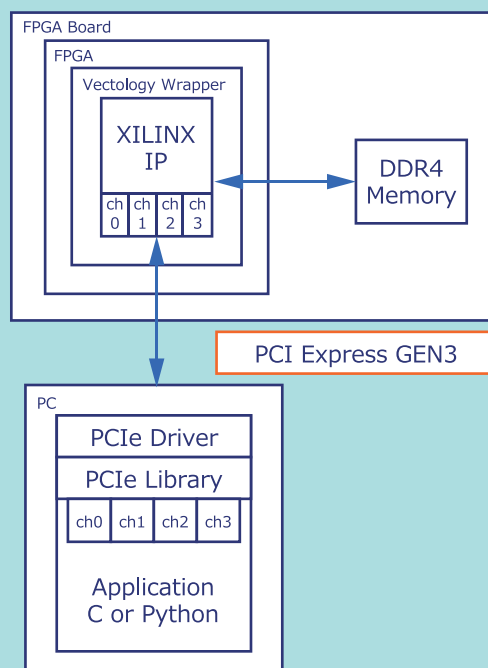 FPGA Board
FPGA
Vectology Wrapper
XILINX
IP
ch
0
ch
1
ch
2
ch
3
DDR4
Memory
PCI Express GEN3
PC
PCIe Driver
PCIe Library
ch0
ch1
ch2
ch3
Application
C or Python